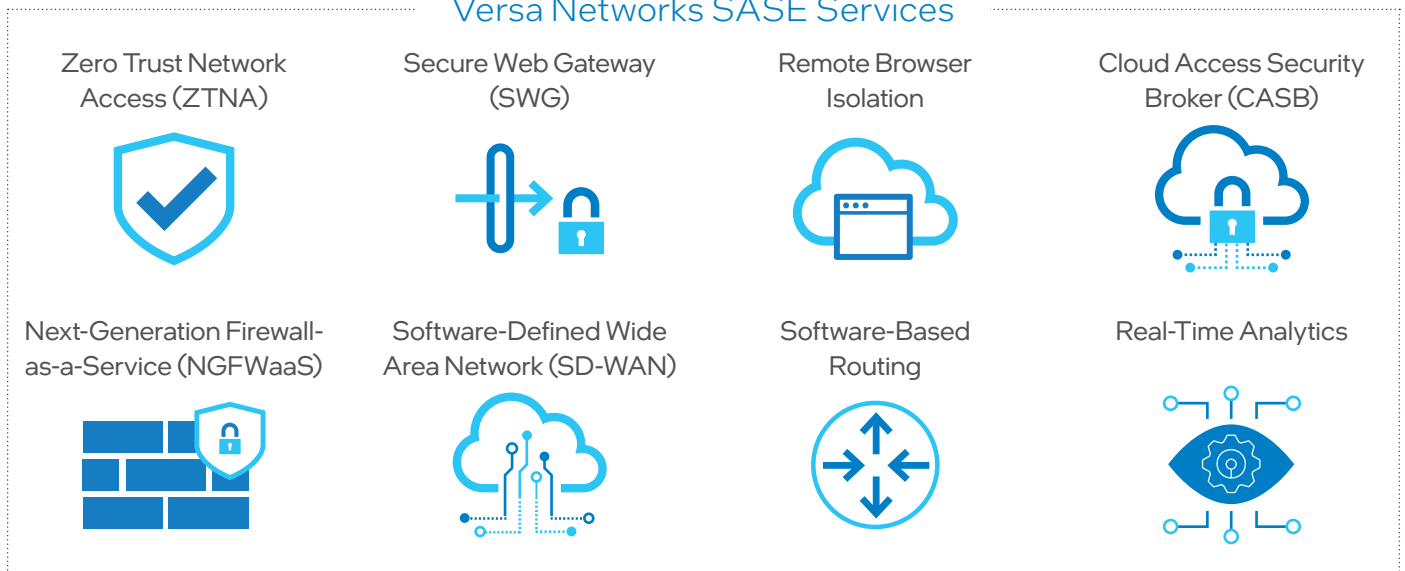 Versa Networks SASE Services
Zero Trust Network
Access (ZTNA)
Secure Web Gateway
(SWG)
Remote Browser
Isolation
Cloud Access Security
Broker (CASB)
Next-Generation Firewall-
as-a-Service (NGFWaaS)
Software-Defined Wide
Area Network (SD-WAN)
Software-Based
Routing
Real-Time Analytics